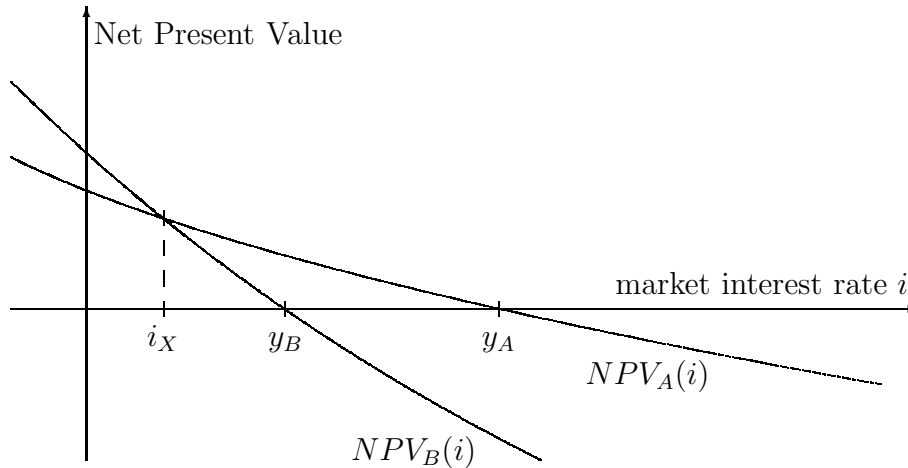 Net Present Value
market interest rate i
i_X
y_B
y_A
NPV_A(i)
NPV_B(i)